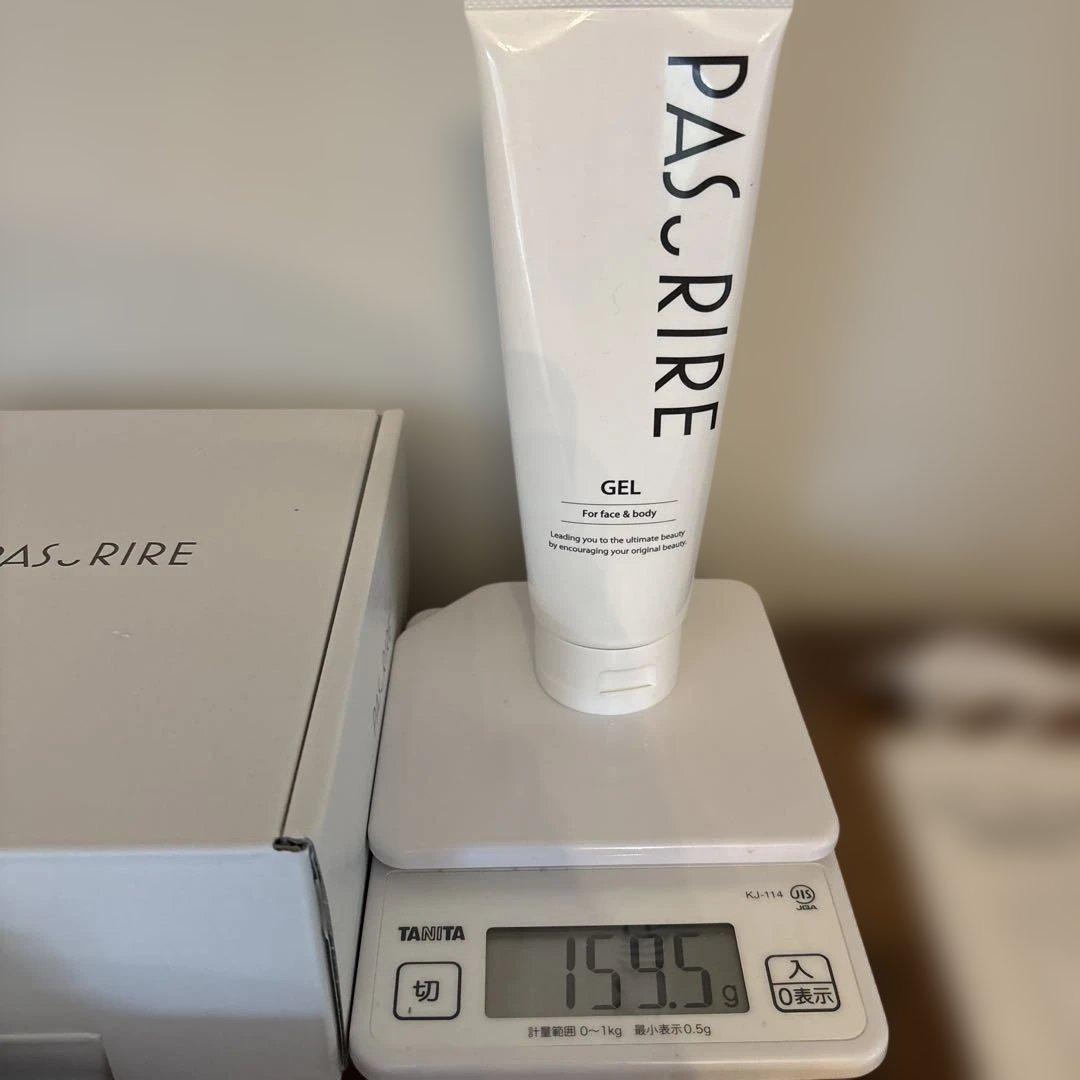 PAS◡RIRE
GEL
For face & body
Leading you to the ultimate beauty
by encouraging your original beauty.
PAS◡RIRE
KJ-114 JIS
JQA
TANITA
切
159.5g
入
0表示
計量範囲 0〜1kg 最小表示0.5g